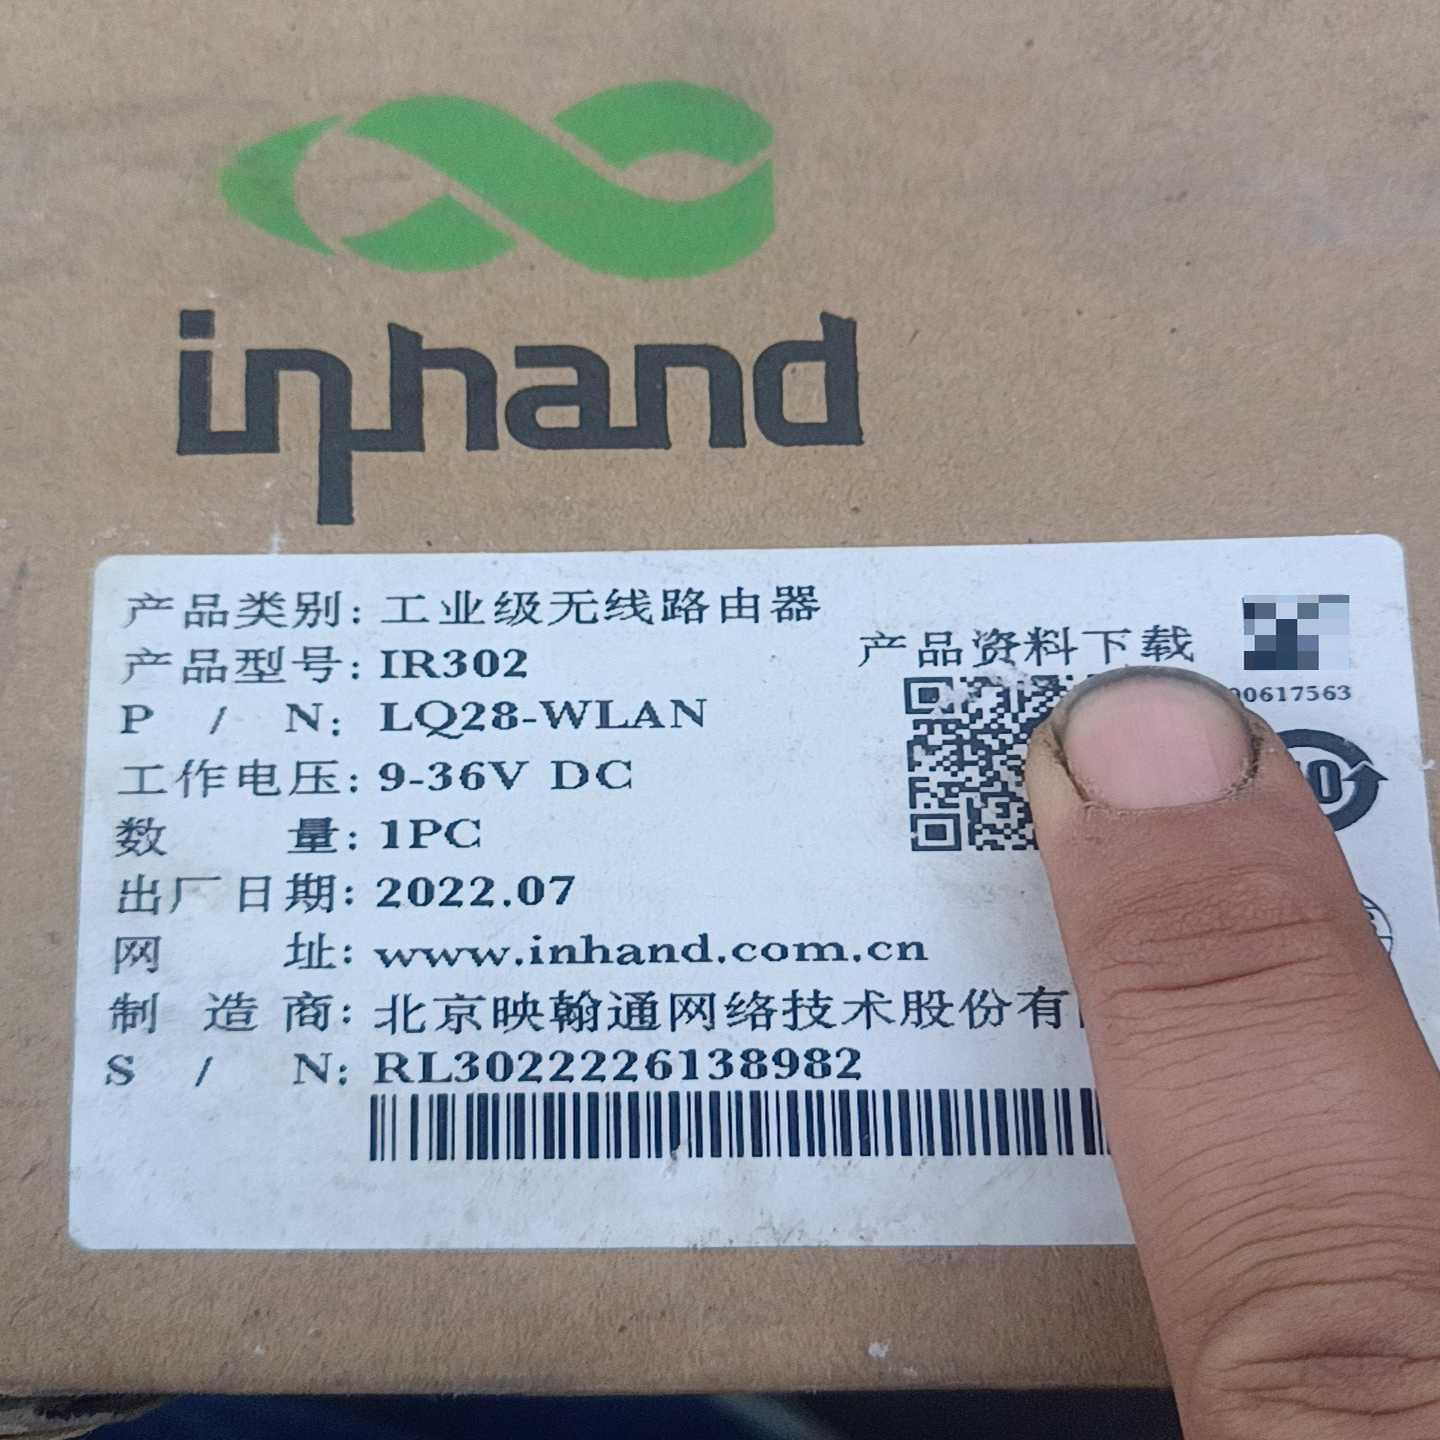 inhand
产品类别：工业级无线路由器
产品型号：IR302
P / N：LQ28-WLAN
工作电压：9-36V DC
数 量：1PC
出厂日期：2022.07
网 址：www.inhand.com.cn
制 造 商：北京映翰通网络技术股份有
S / N：RL3022226138982
产品资料下载
00617563